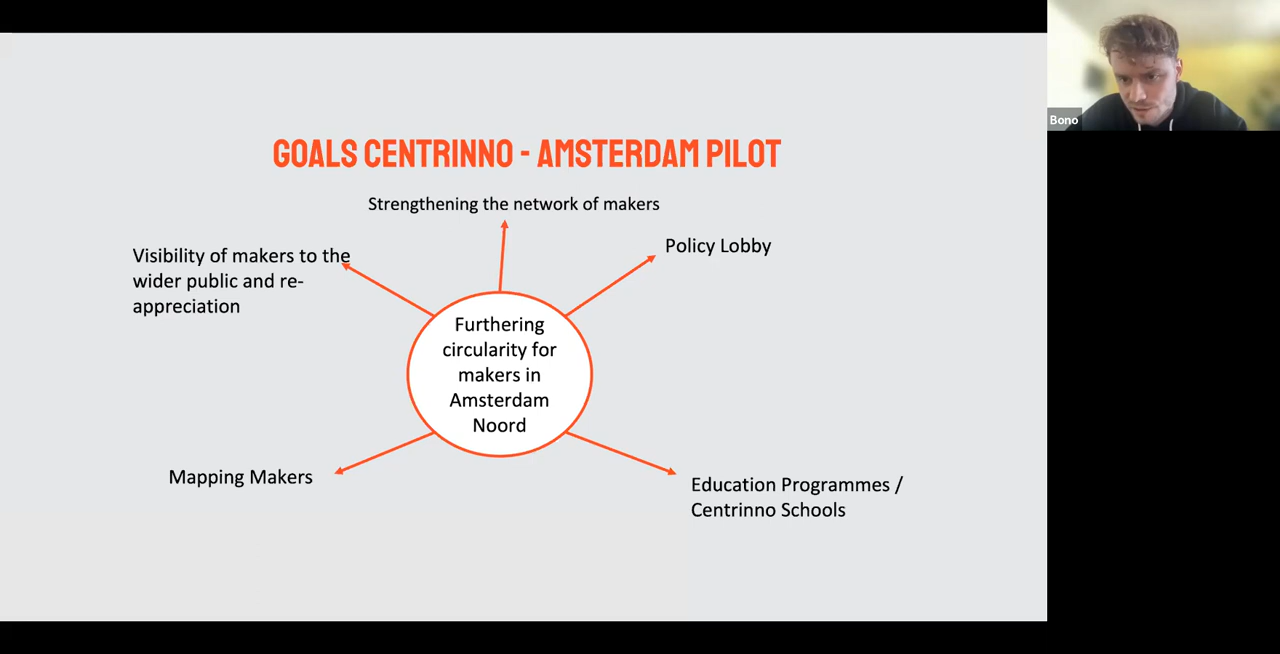 GOALS CENTRINNO - AMSTERDAM PILOT
Strengthening the network of makers
Policy Lobby
Visibility of makers to the
wider public and re-
appreciation
Furthering
circularity for
makers in
Amsterdam
Noord
Mapping Makers
Education Programmes /
Centrinno Schools
Bono